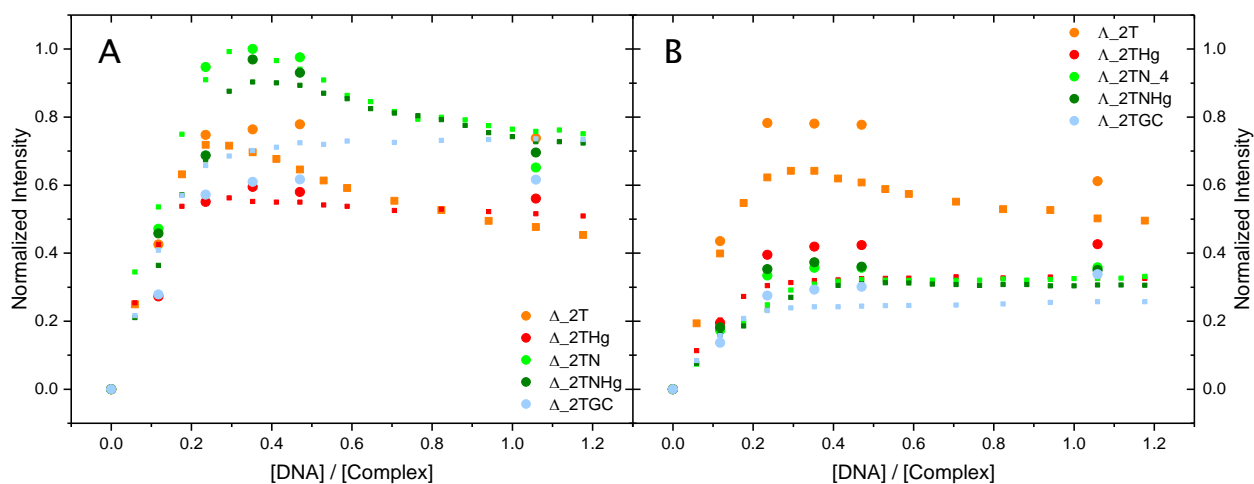 A
B
Normalized Intensity
1.0
0.8
0.6
0.4
0.2
0.0
Δ_2T
Δ_2THg
Δ_2TN
Δ_2TNHg
Δ_2TGC
0.0 0.2 0.4 0.6 0.8 1.0 1.2
[DNA] / [Complex]
Λ_2T
Λ_2THg
Λ_2TN_4
Λ_2TNHg
Λ_2TGC
0.0 0.2 0.4 0.6 0.8 1.0 1.2
[DNA] / [Complex]
1.0
0.8
0.6
0.4
0.2
0.0
Normalized Intensity